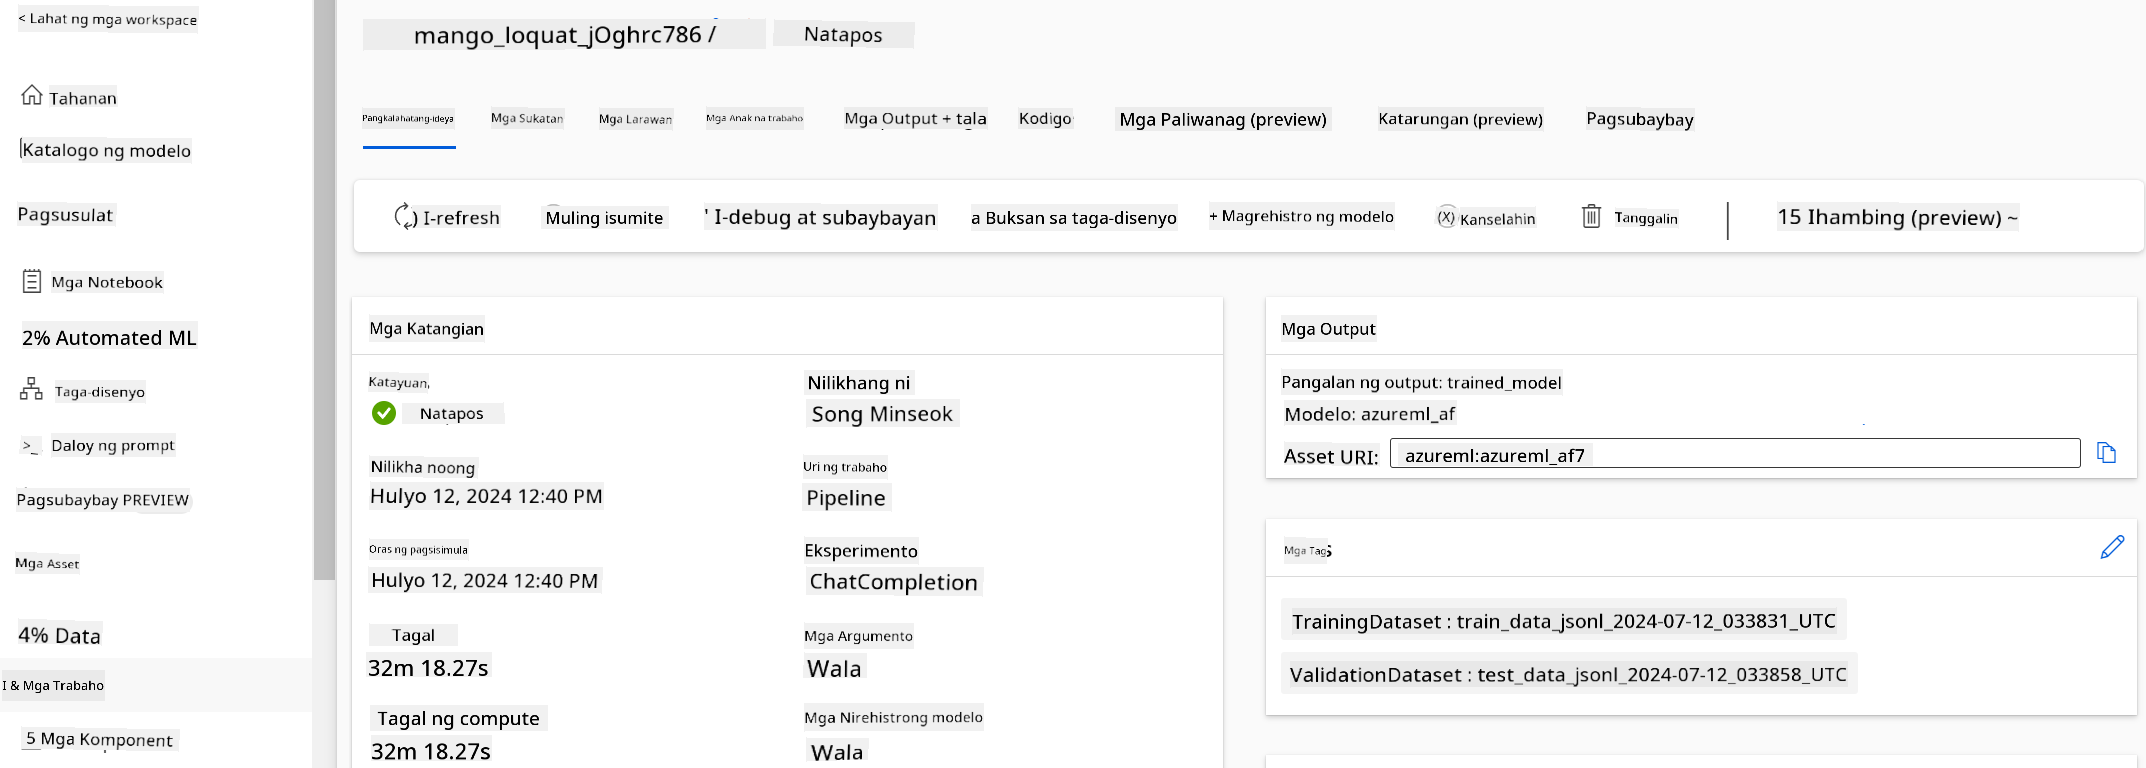 < Lahat ng mga workspace
Tahanan
Katalogo ng modelo
Pagsusulat
Mga Notebook
2% Automated ML
Taga-disenyo
>_ Daloy ng prompt
Pagsubaybay PREVIEW
Mga Asset
4% Data
I & Mga Trabaho
5 Mga Komponent
mango_loquat_jOghrc786 / Natapos
Pangkalahatang-ideya Mga Sukatan Mga Larawan Mga Anak na trabaho Mga Output + tala Kodigo Mga Paliwanag (preview) Katarungan (preview) Pagsubaybay
) I-refresh Muling isumite ' I-debug at subaybayan a Buksan sa taga-disenyo + Magrehistro ng modelo (X) Kanselahin Tanggalin 15 Ihambing (preview) ~
Mga Katangian
Katayuan,
Natapos
Nilikha noong
Hulyo 12, 2024 12:40 PM
Oras ng pagsisimula
Hulyo 12, 2024 12:40 PM
Tagal
32m 18.27s
Tagal ng compute
32m 18.27s
Nilikhang ni
Song Minseok
Uri ng trabaho
Pipeline
Eksperimento
ChatCompletion
Mga Argumento
Wala
Mga Nirehistrong modelo
Wala
Mga Output
Pangalan ng output: trained_model
Modelo: azureml_af
Asset URI: azureml:azureml_af7
Mga Tags
TrainingDataset : train_data_jsonl_2024-07-12_033831_UTC
ValidationDataset : test_data_jsonl_2024-07-12_033858_UTC